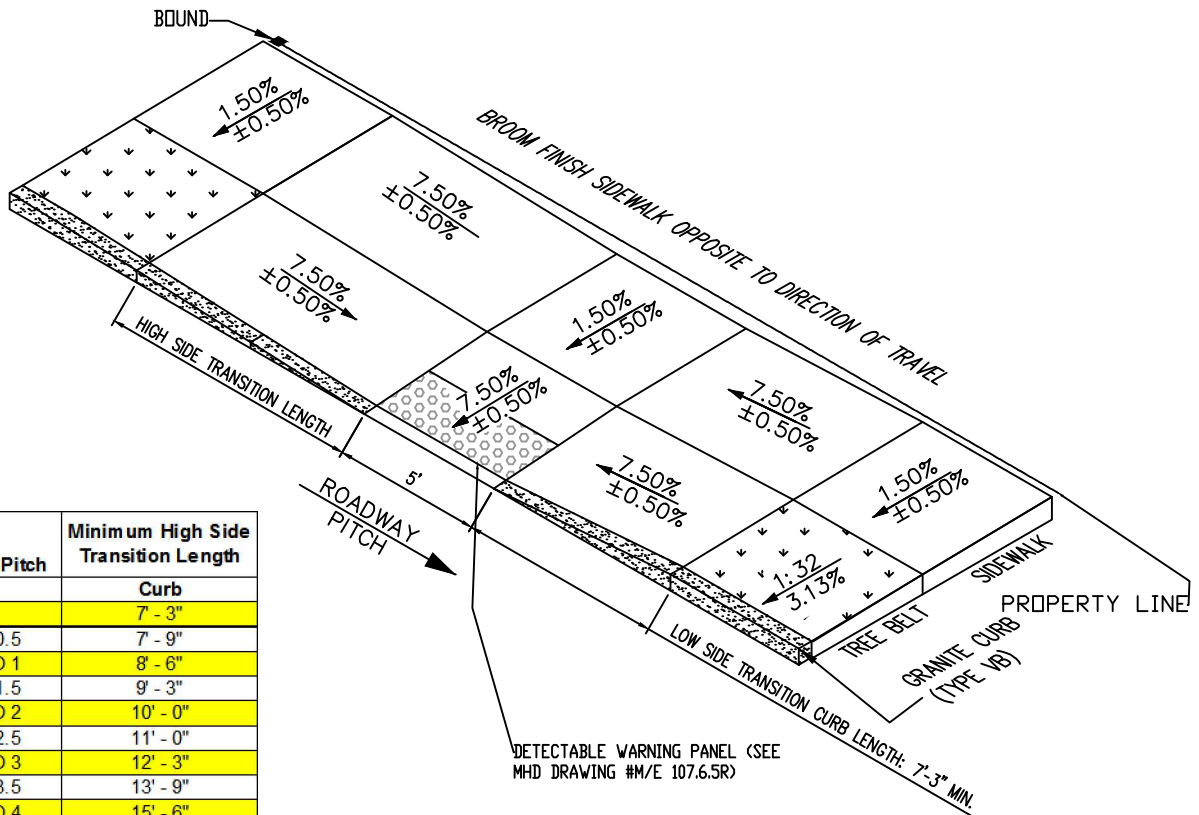 BOUND
1.50%
±0.50%
BROOM FINISH SIDEWALK OPPOSITE TO DIRECTION OF TRAVEL
7.50%
±0.50%
7.50%
±0.50%
1.50%
±0.50%
HIGH SIDE TRANSITION LENGTH
7.50%
±0.50%
7.50%
±0.50%
5'
7.50%
±0.50%
1.50%
±0.50%
ROADWAY
PITCH
1:32
3.13%
SIDEWALK
PROPERTY LINE
TREE BELT
GRANITE CURB
(TYPE VB)
LOW SIDE TRANSITION CURB LENGTH: 7'-3" MIN.
DETECTABLE WARNING PANEL (SEE
MHD DRAWING #M/E 107.6.5R)
Pitch Minimum High Side
Transition Length
Curb
7' - 3"
0.5 7' - 9"
1 8' - 6"
.5 9' - 3"
2 10' - 0"
2.5 11' - 0"
3 12' - 3"
3.5 13' - 9"
4 15' - 6"